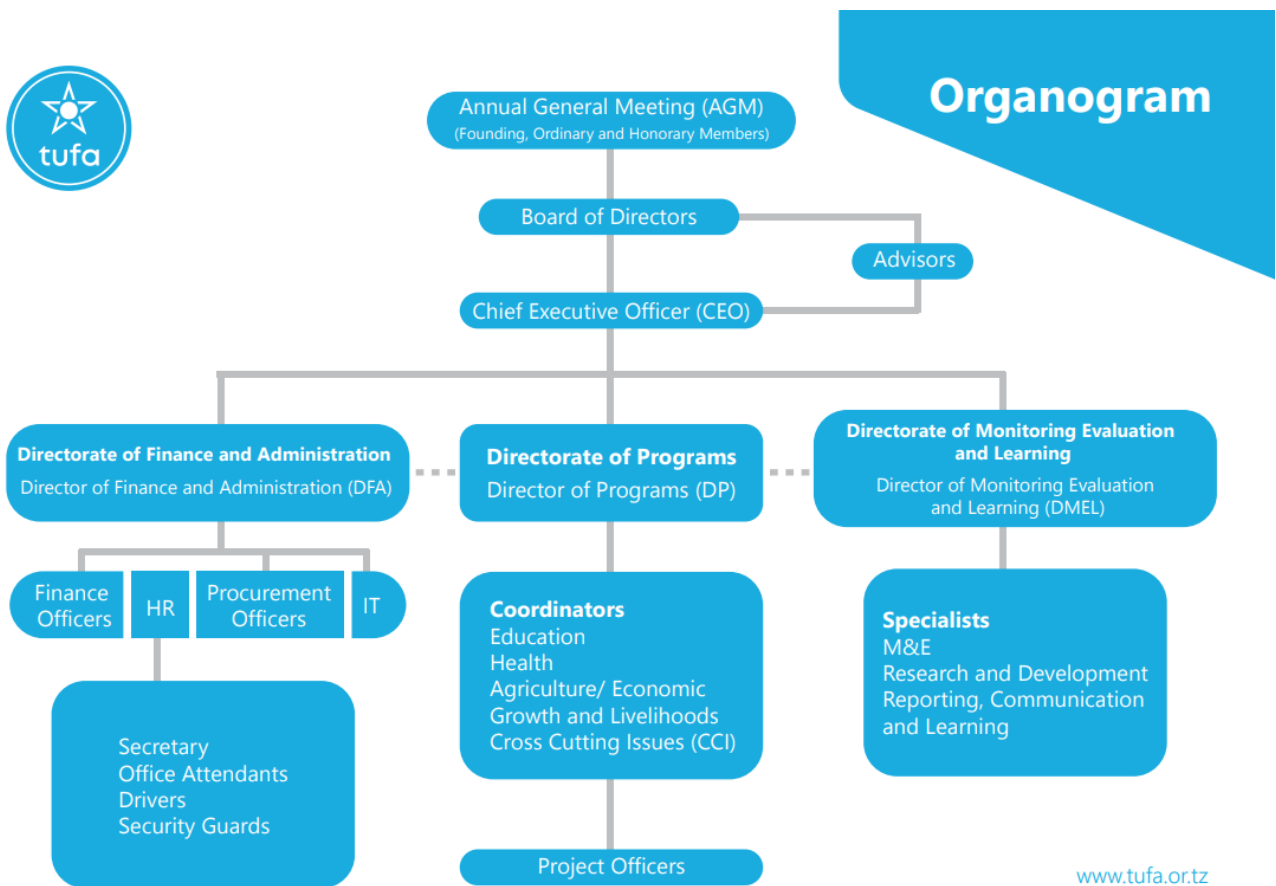 tufa
Organogram
Annual General Meeting (AGM)
(Founding, Ordinary and Honorary Members)
Board of Directors
Advisors
Chief Executive Officer (CEO)
Directorate of Finance and Administration
Director of Finance and Administration (DFA)
Directorate of Programs
Director of Programs (DP)
Directorate of Monitoring Evaluation
and Learning
Director of Monitoring Evaluation
and Learning (DMEL)
Finance
Officers
HR
Procurement
Officers
IT
Secretary
Office Attendants
Drivers
Security Guards
Coordinators
Education
Health
Agriculture/ Economic
Growth and Livelihoods
Cross Cutting Issues (CCI)
Project Officers
Specialists
M&E
Research and Development
Reporting, Communication
and Learning
www.tufa.or.tz